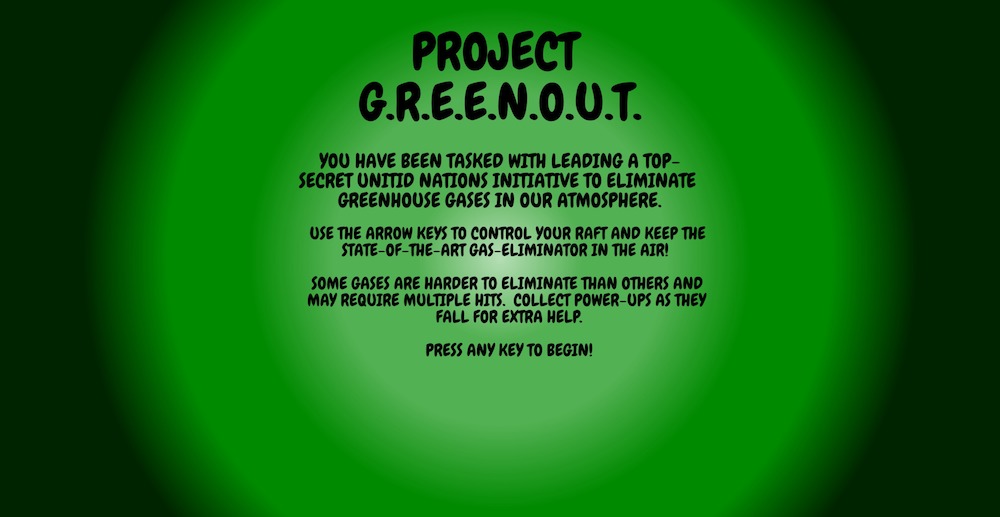 PROJECT
G.R.E.E.N.O.U.T.
YOU HAVE BEEN TASKED WITH LEADING A TOP-
SECRET UNITID NATIONS INITIATIVE TO ELIMINATE
GREENHOUSE GASES IN OUR ATMOSPHERE.
USE THE ARROW KEYS TO CONTROL YOUR RAFT AND KEEP THE
STATE-OF-THE-ART GAS-ELIMINATOR IN THE AIR!
SOME GASES ARE HARDER TO ELIMINATE THAN OTHERS AND
MAY REQUIRE MULTIPLE HITS. COLLECT POWER-UPS AS THEY
FALL FOR EXTRA HELP.
PRESS ANY KEY TO BEGIN!